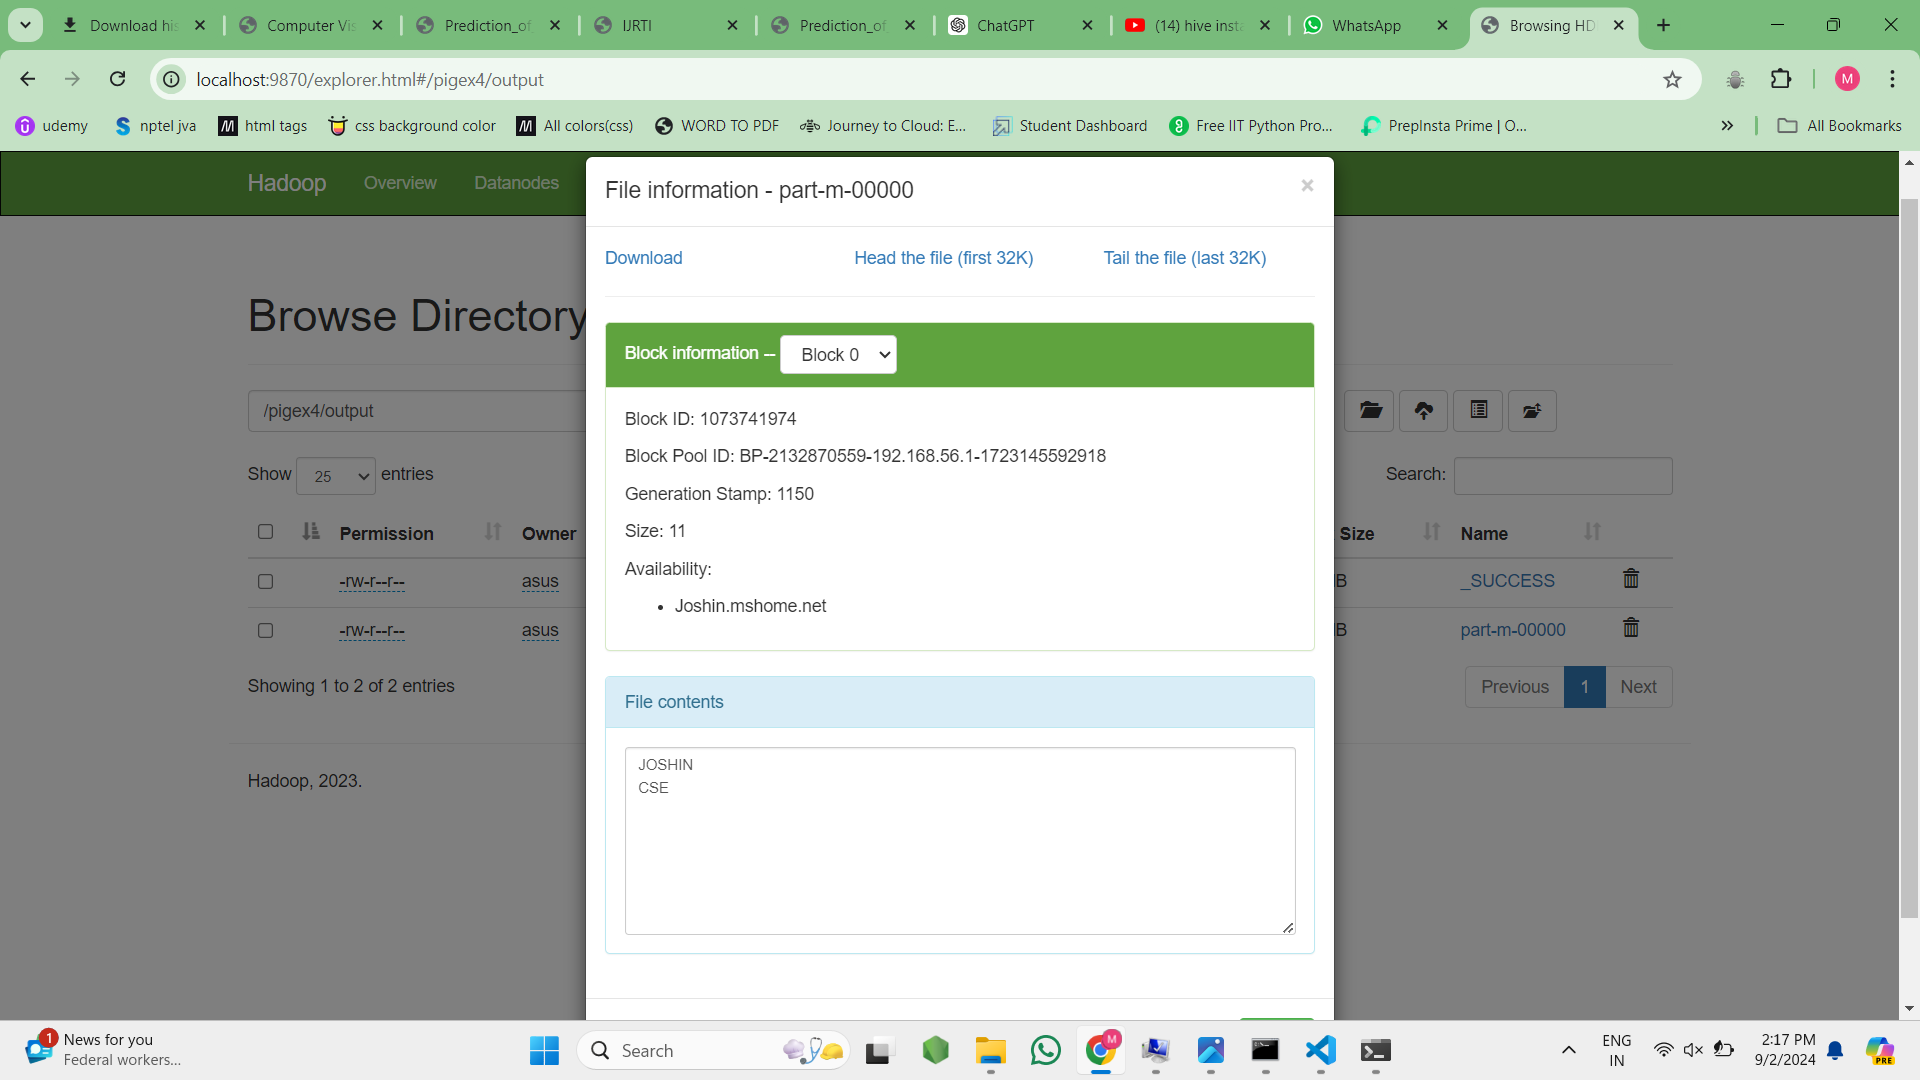 Download his
Computer Vis
Prediction_of
IJRTI
Prediction_of
ChatGPT
(14) hive insta
WhatsApp
Browsing HD
localhost:9870/explorer.html#/pigex4/output
M
udemy
nptel jva
html tags
css background color
All colors(css)
WORD TO PDF
Journey to Cloud: E...
Student Dashboard
Free IIT Python Pro...
PrepInsta Prime | O...
All Bookmarks
Hadoop
Overview
Datanodes
File information - part-m-00000
×
Download
Head the file (first 32K)
Tail the file (last 32K)
Browse Directory
Block information --
Block 0
/pigex4/output
Block ID: 1073741974
Block Pool ID: BP-2132870559-192.168.56.1-1723145592918
Show 25 entries
Search:
Generation Stamp: 1150
Size: 11
Permission
Owner
Size
Name
Availability:
-rw-r--r--
asus
B
_SUCCESS
Joshin.mshome.net
-rw-r--r--
asus
B
part-m-00000
Showing 1 to 2 of 2 entries
Previous
1
Next
File contents
JOSHIN
CSE
Hadoop, 2023.
1
News for you
Federal workers...
Search
M
ENG
IN
2:17 PM
9/2/2024
PRE